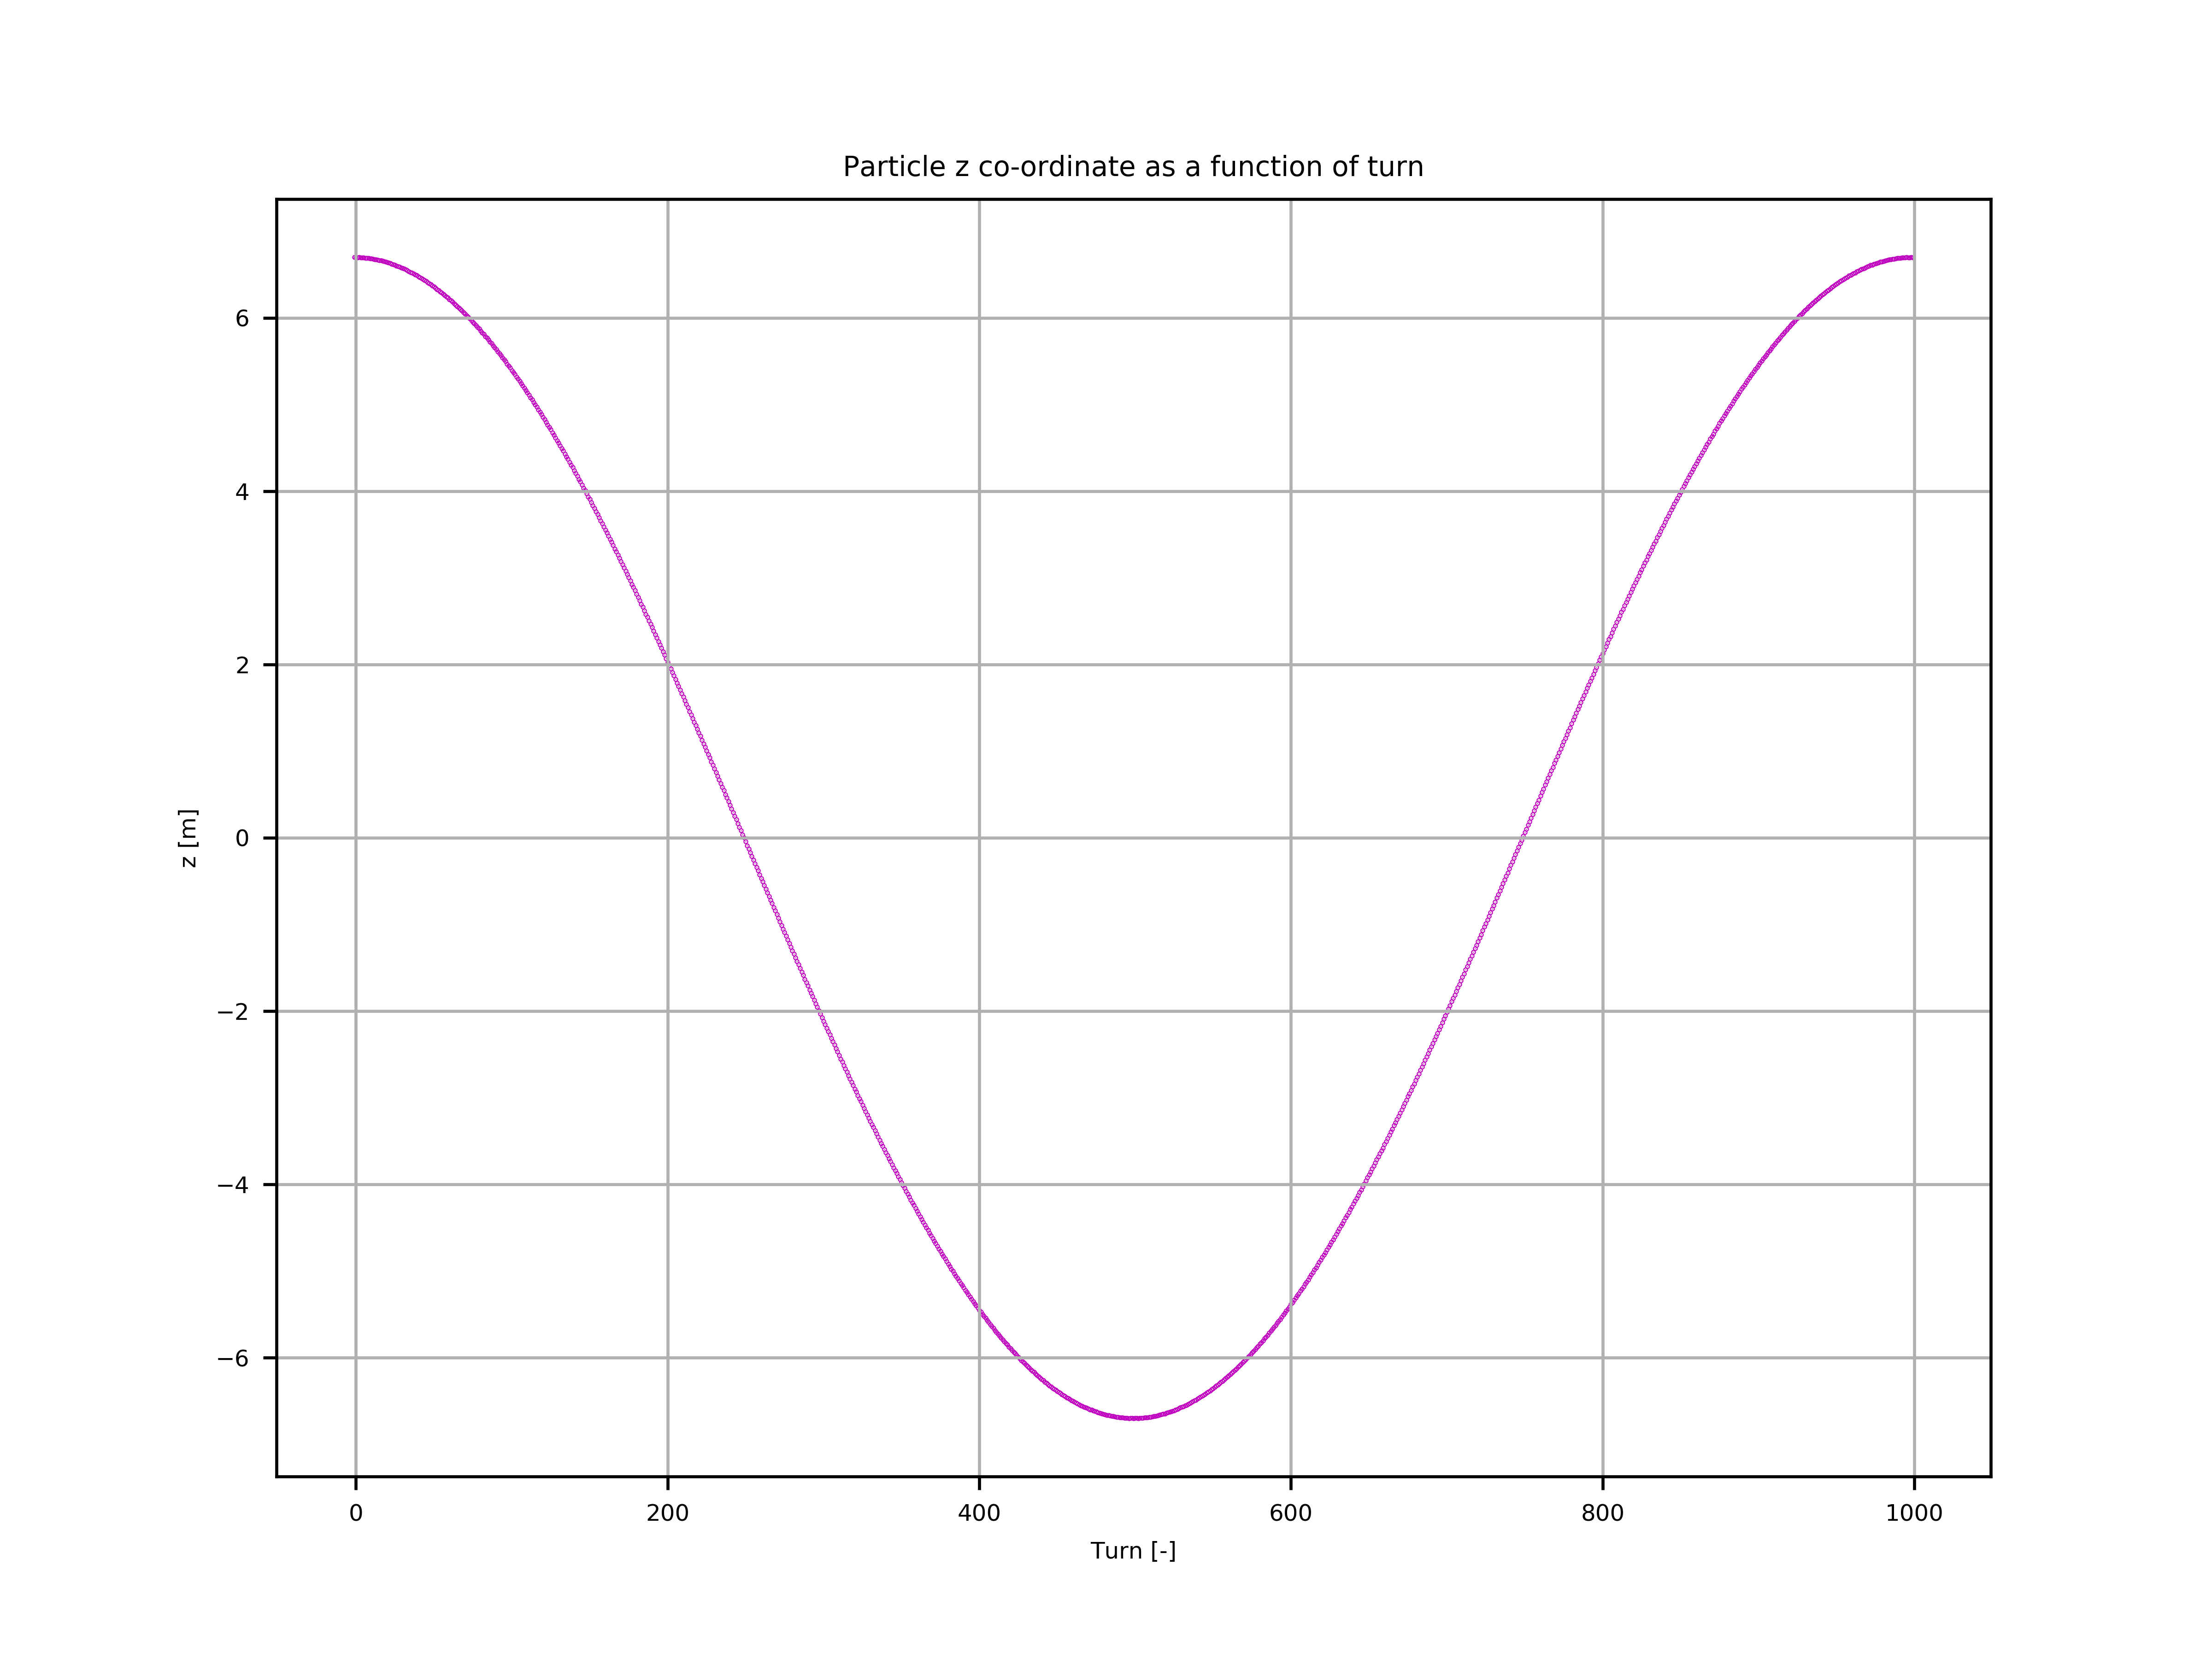 Particle z co-ordinate as a function of turn
z [m]
6
4
2
0
−2
−4
−6
0 200 400 600 800 1000
Turn [-]